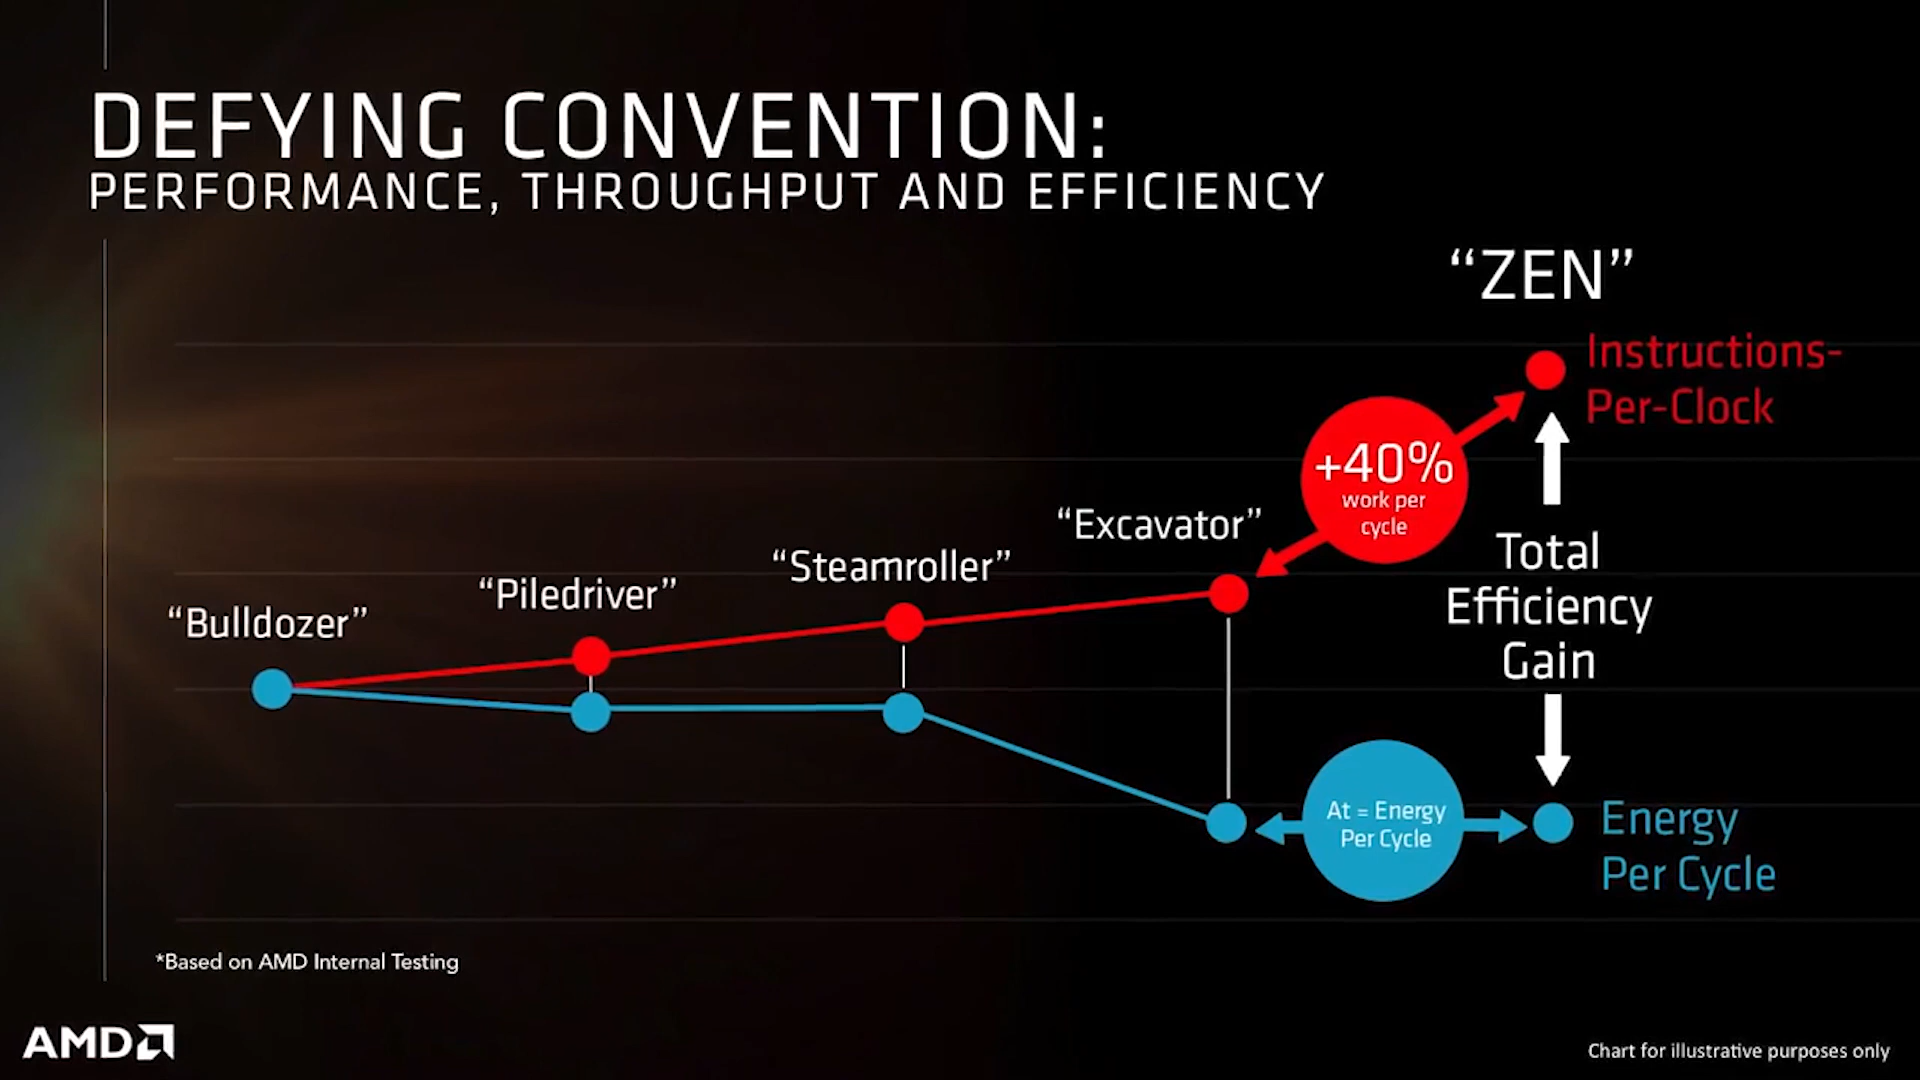 DEFYING CONVENTION:
PERFORMANCE, THROUGHPUT AND EFFICIENCY
“ZEN”
Instructions-
Per-Clock
+40%
work per
cycle
“Excavator”
“Steamroller”
“Piledriver”
“Bulldozer”
Total
Efficiency
Gain
At = Energy
Per Cycle
Energy
Per Cycle
*Based on AMD Internal Testing
AMD
Chart for illustrative purposes only